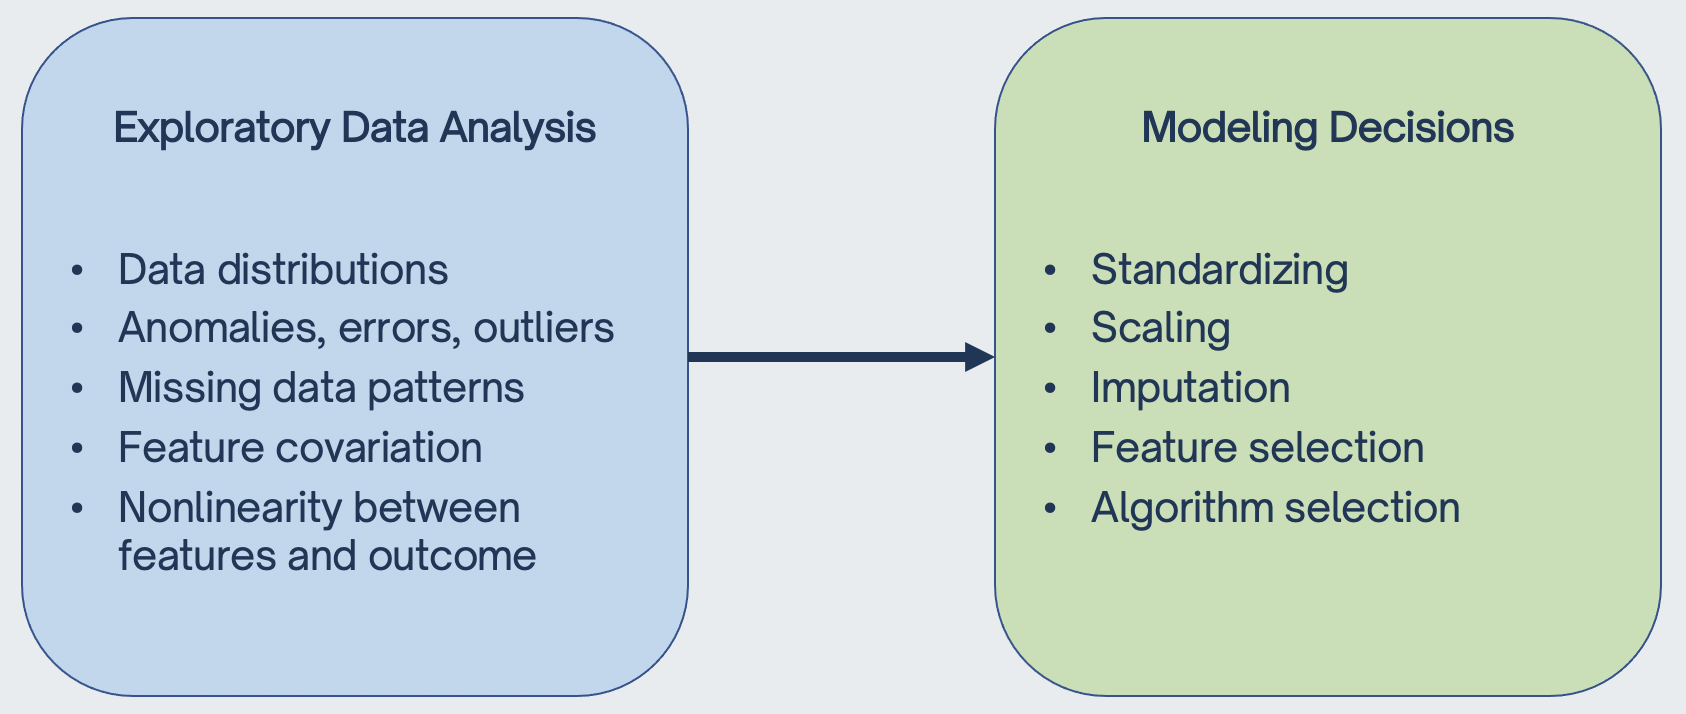 Exploratory Data Analysis
• Data distributions
• Anomalies, errors, outliers
• Missing data patterns
• Feature covariation
• Nonlinearity between
features and outcome
Modeling Decisions
• Standardizing
• Scaling
• Imputation
• Feature selection
• Algorithm selection